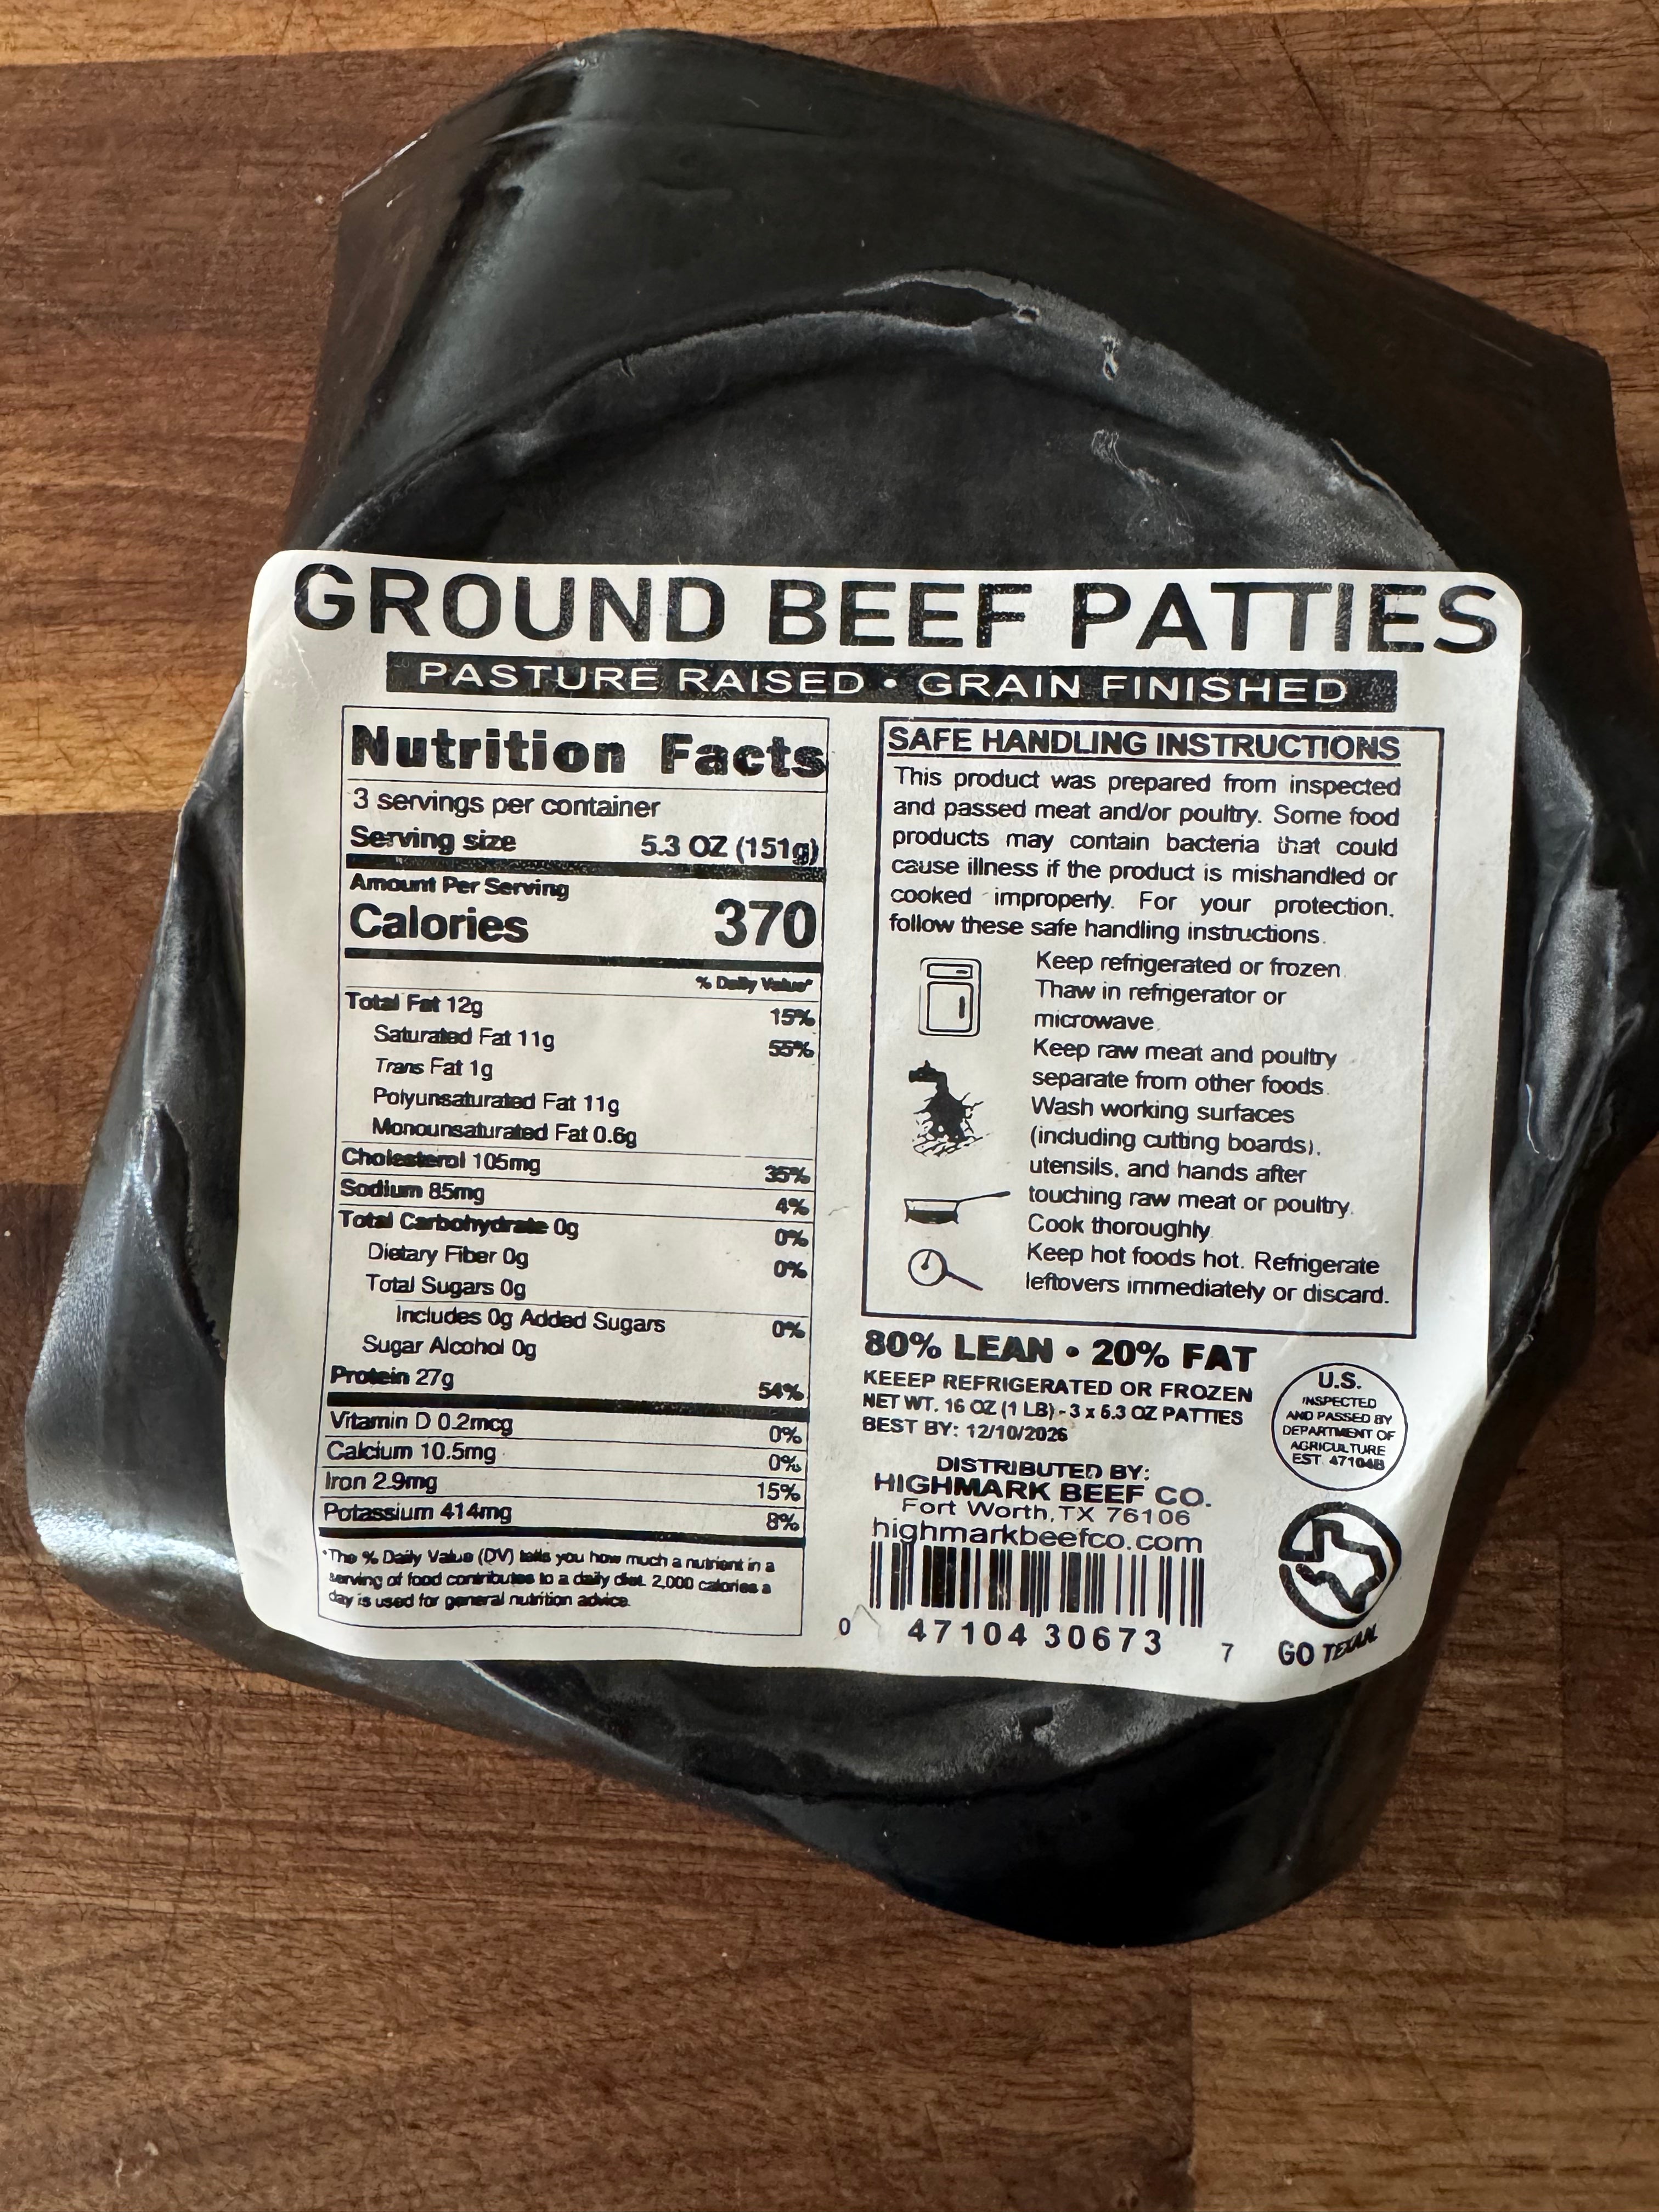 GROUND BEEF PATTIES
PASTURE RAISED • GRAIN FINISHED
Nutrition Facts
3 servings per container
Serving size 5.3 OZ (151g)
Amount Per Serving
Calories 370
% Daily Value*
Total Fat 12g 15%
Saturated Fat 11g 55%
Trans Fat 1g
Polyunsaturated Fat 11g
Monounsaturated Fat 0.6g
Cholesterol 105mg 35%
Sodium 85mg 4%
Total Carbohydrate 0g 0%
Dietary Fiber 0g 0%
Total Sugars 0g
Includes 0g Added Sugars 0%
Sugar Alcohol 0g
Protein 27g 54%
Vitamin D 0.2mcg 0%
Calcium 10.5mg 0%
Iron 2.9mg 15%
Potassium 414mg 8%
*The % Daily Value (DV) tells you how much a nutrient in a
serving of food contributes to a daily diet. 2,000 calories a
day is used for general nutrition advice.
SAFE HANDLING INSTRUCTIONS
This product was prepared from inspected
and passed meat and/or poultry. Some food
products may contain bacteria that could
cause illness if the product is mishandled or
cooked improperly. For your protection,
follow these safe handling instructions.
Keep refrigerated or frozen.
Thaw in refrigerator or
microwave.
Keep raw meat and poultry
separate from other foods.
Wash working surfaces
(including cutting boards),
utensils, and hands after
touching raw meat or poultry.
Cook thoroughly.
Keep hot foods hot. Refrigerate
leftovers immediately or discard.
80% LEAN • 20% FAT
KEEEP REFRIGERATED OR FROZEN
NET WT. 16 OZ (1 LB) - 3 x 5.3 OZ PATTIES
BEST BY: 12/10/2026
U.S.
INSPECTED
AND PASSED BY
DEPARTMENT OF
AGRICULTURE
EST. 47104B
DISTRIBUTED BY:
HIGHMARK BEEF CO.
Fort Worth, TX 76106
highmarkbeefco.com
0 47104 30673 7
GO TEXAN